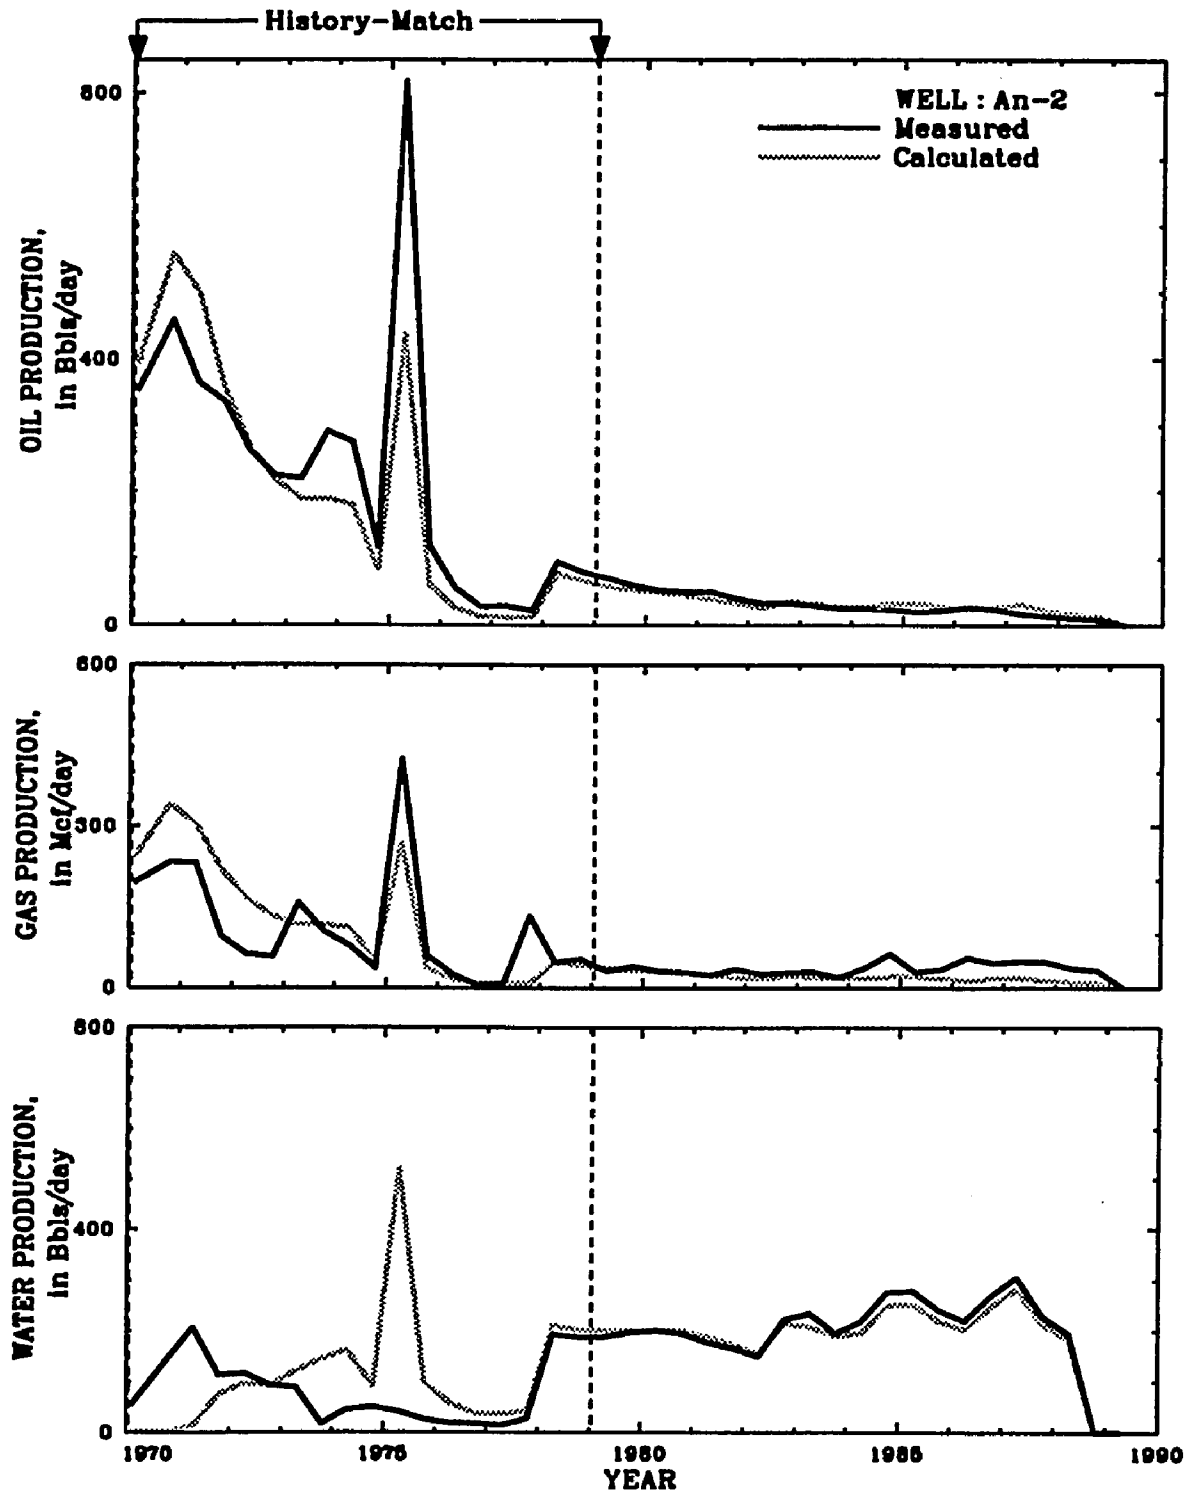 History-Match
WELL : An-2
Measured
Calculated
OIL PRODUCTION,
in Bbls/day
800
400
0
GAS PRODUCTION,
in Mcf/day
600
300
0
WATER PRODUCTION,
in Bbls/day
800
400
0
1970 1975 1980 1985 1990
YEAR